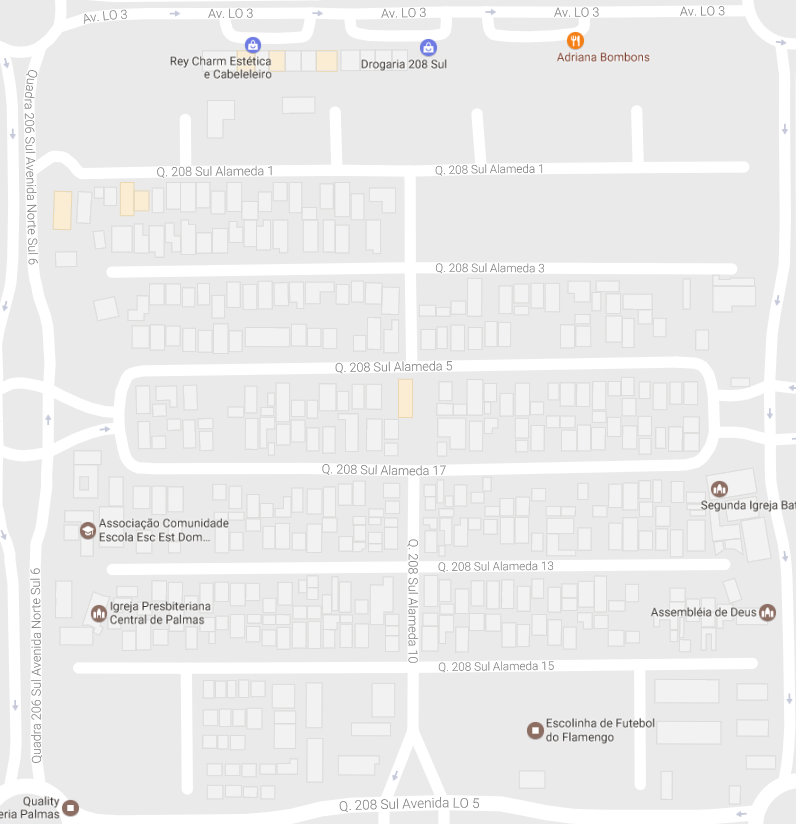 Av. LO 3
Av. LO 3
Av. LO 3
Av. LO 3
Av. LO 3
Rey Charm Estética
e Cabeleleiro
Drogaria 208 Sul
Adriana Bombons
Quadra 206 Sul Avenida Norte Sul 6
Q. 208 Sul Alameda 1
Q. 208 Sul Alameda 1
Q. 208 Sul Alameda 3
Q. 208 Sul Alameda 5
Q. 208 Sul Alameda 17
Segunda Igreja Bat
Associação Comunidade
Escola Esc Est Dom...
Q. 208 Sul Alameda 10
Q. 208 Sul Alameda 13
Quadra 206 Sul Avenida Norte Sul 6
Igreja Presbiteriana
Central de Palmas
Assembléia de Deus
Q. 208 Sul Alameda 15
Escolinha de Futebol
do Flamengo
Quality
eria Palmas
Q. 208 Sul Avenida LO 5